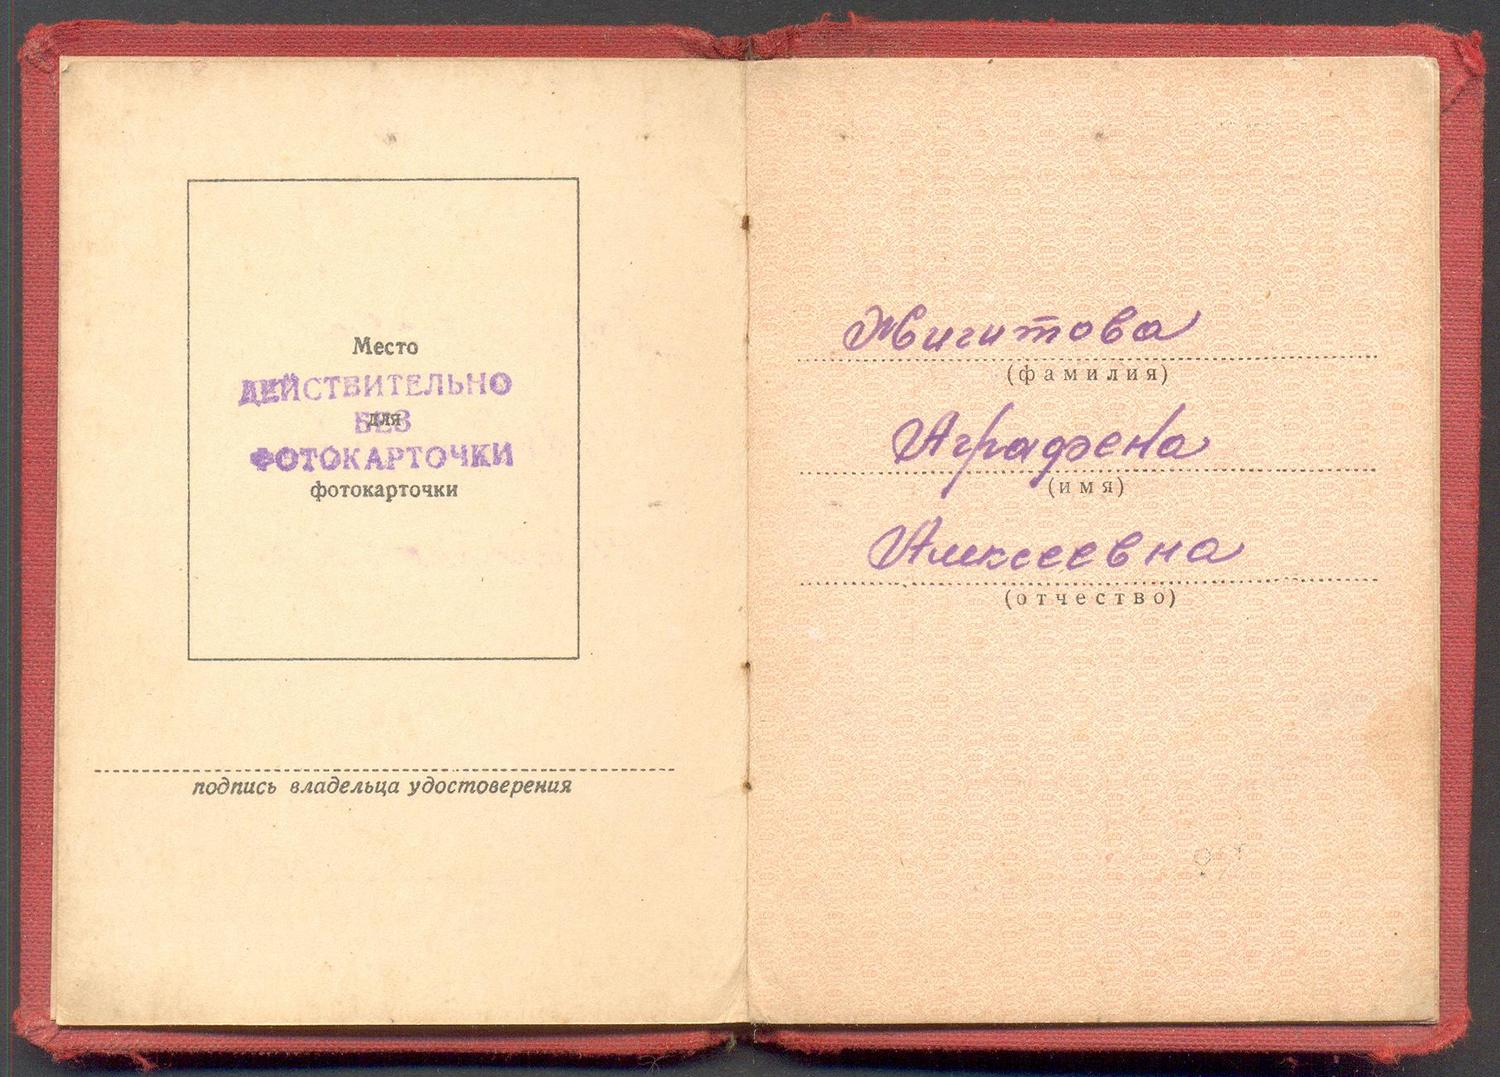 Место
ДЕЙСТВИТЕЛЬНО
для
БЕЗ
ФОТОКАРТОЧКИ
фотокарточки
подпись владельца удостоверения
Жигитова
(фамилия)
Аграфена
(имя)
Алексеевна
(отчество)